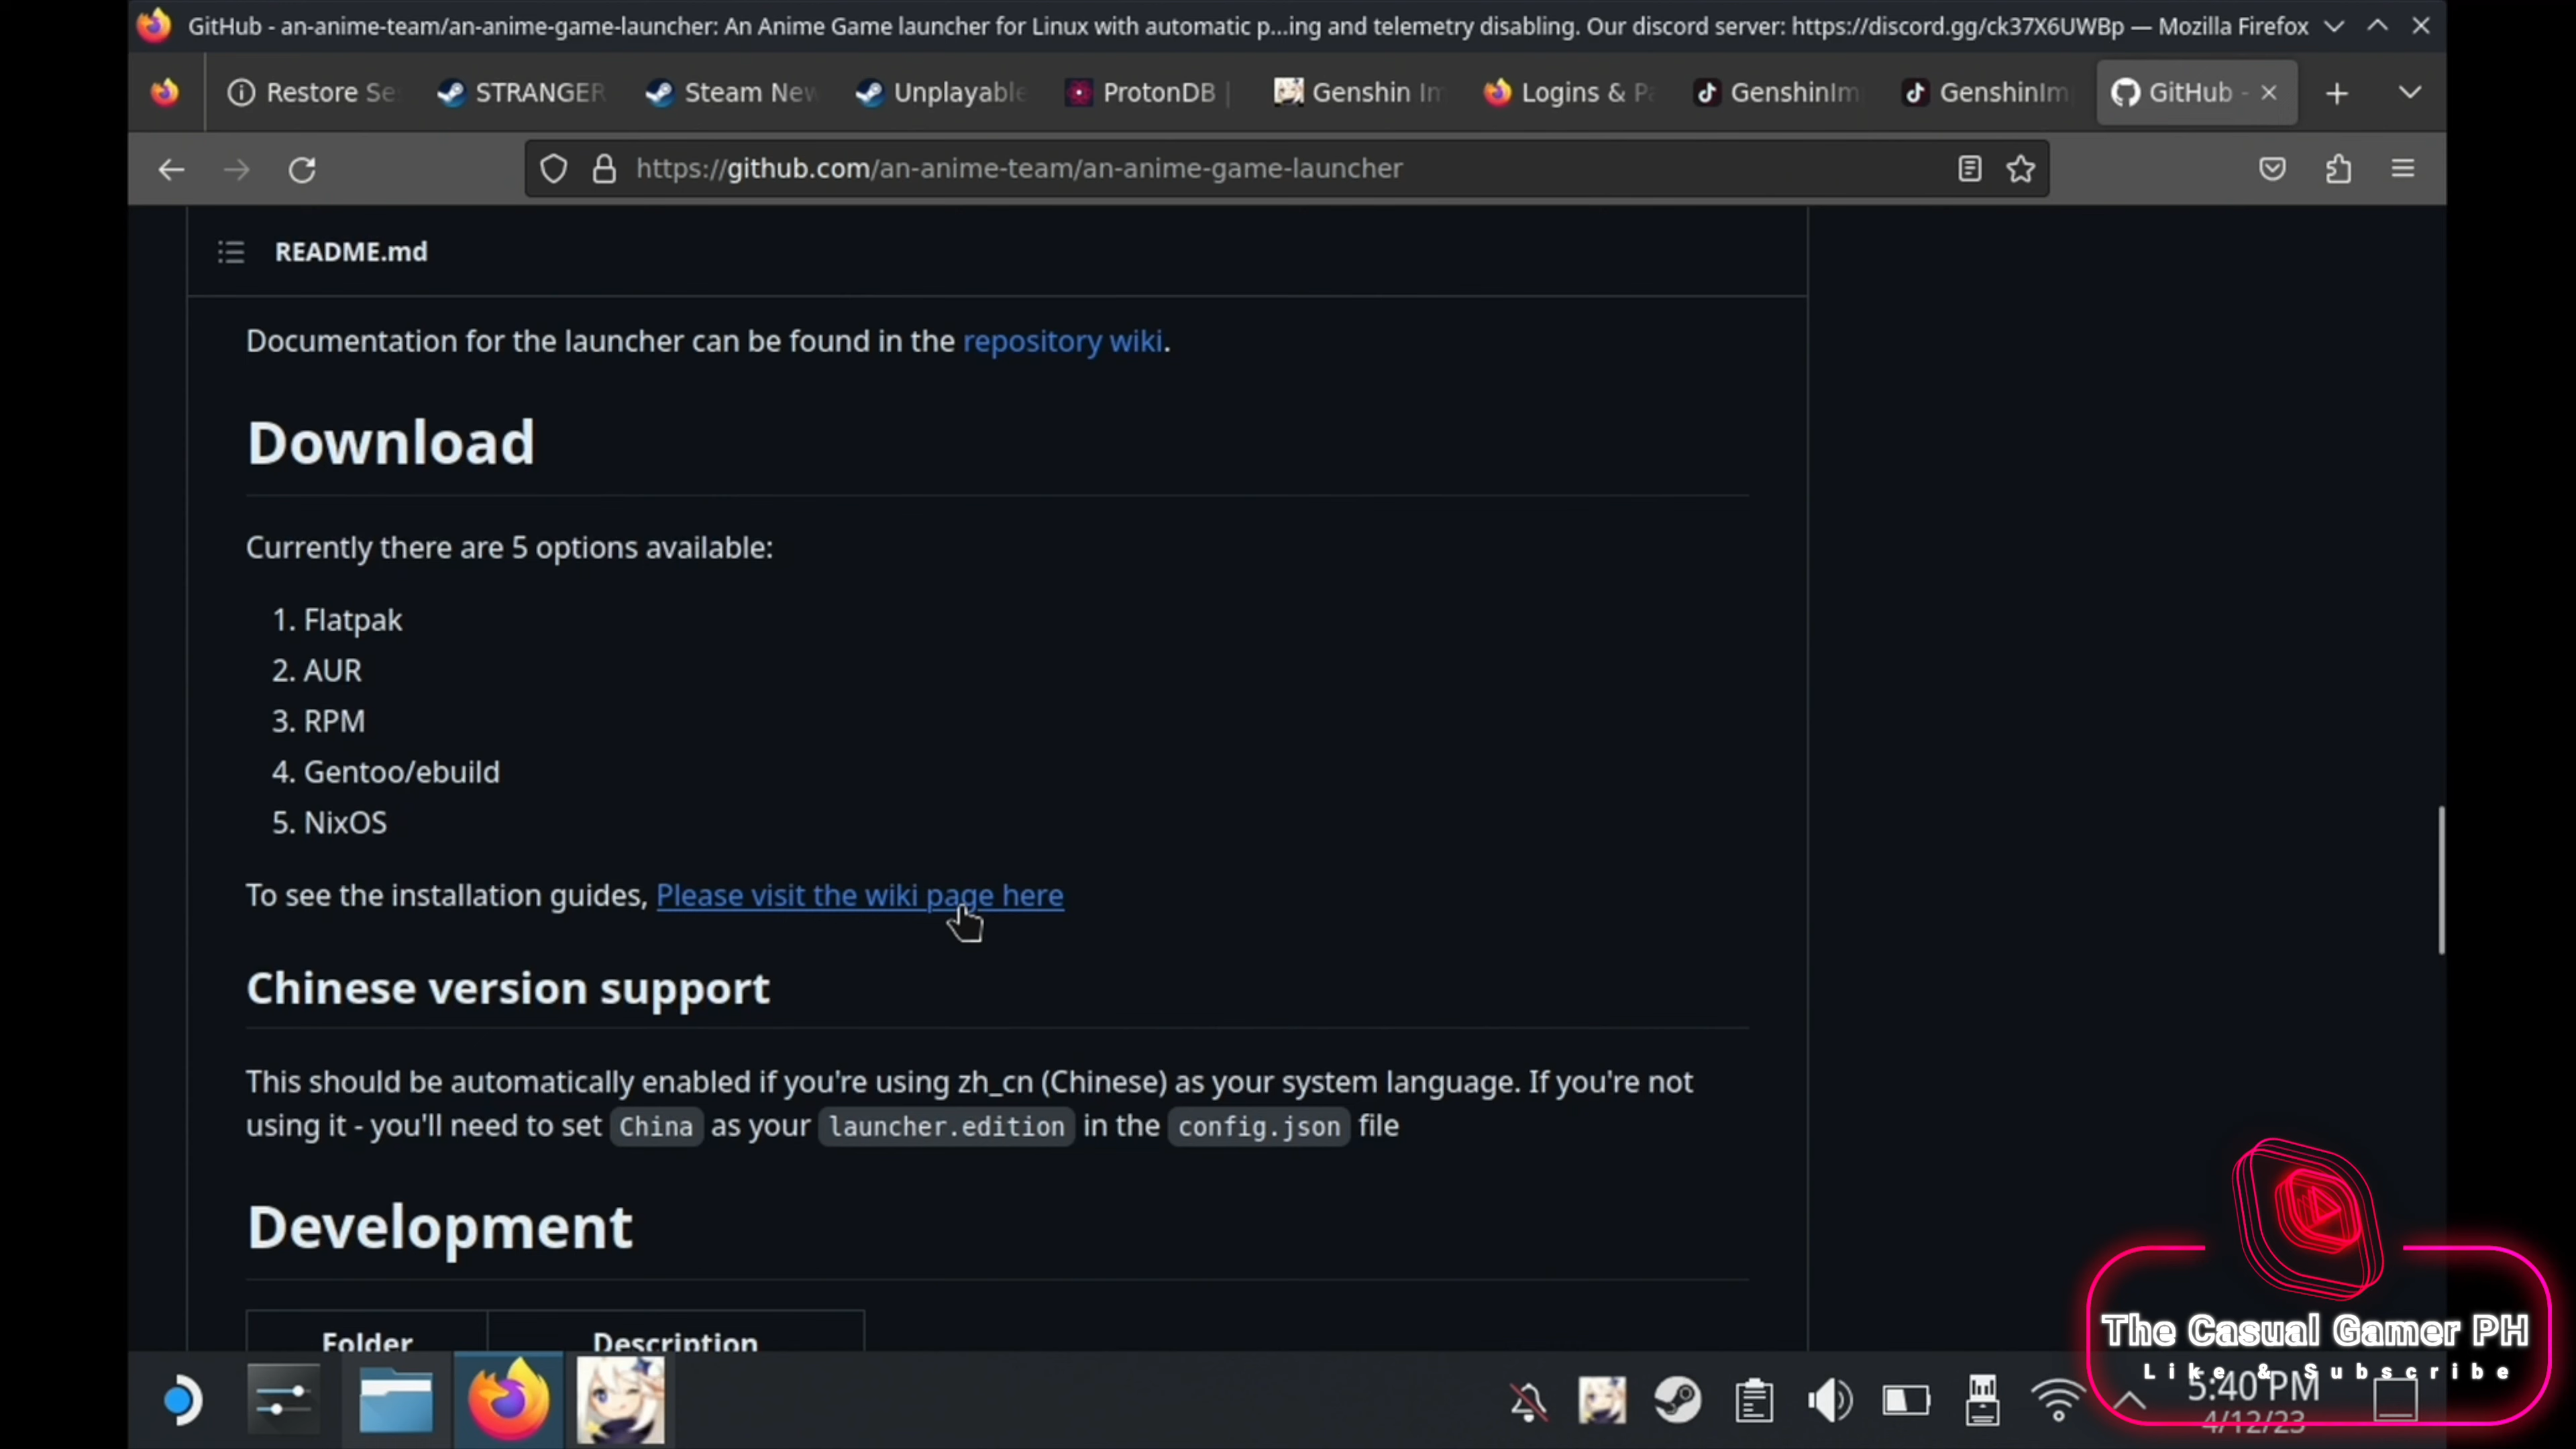 GitHub - an-anime-team/an-anime-game-launcher: An Anime Game launcher for Linux with automatic p...ing and telemetry disabling. Our discord server: https://discord.gg/ck37X6UWBp — Mozilla Firefox
Restore Se STRANGER Steam New Unplayable ProtonDB | Genshin Im Logins & Pa GenshinIm GenshinIm GitHub -
https://github.com/an-anime-team/an-anime-game-launcher
README.md
Documentation for the launcher can be found in the repository wiki.
Download
Currently there are 5 options available:
1. Flatpak
2. AUR
3. RPM
4. Gentoo/ebuild
5. NixOS
To see the installation guides, Please visit the wiki page here
Chinese version support
This should be automatically enabled if you're using zh_cn (Chinese) as your system language. If you're not
using it - you'll need to set China as your launcher.edition in the config.json file
Development
Folder Description
The Casual Gamer PH
Like & Subscribe
5:40 PM
4/12/23